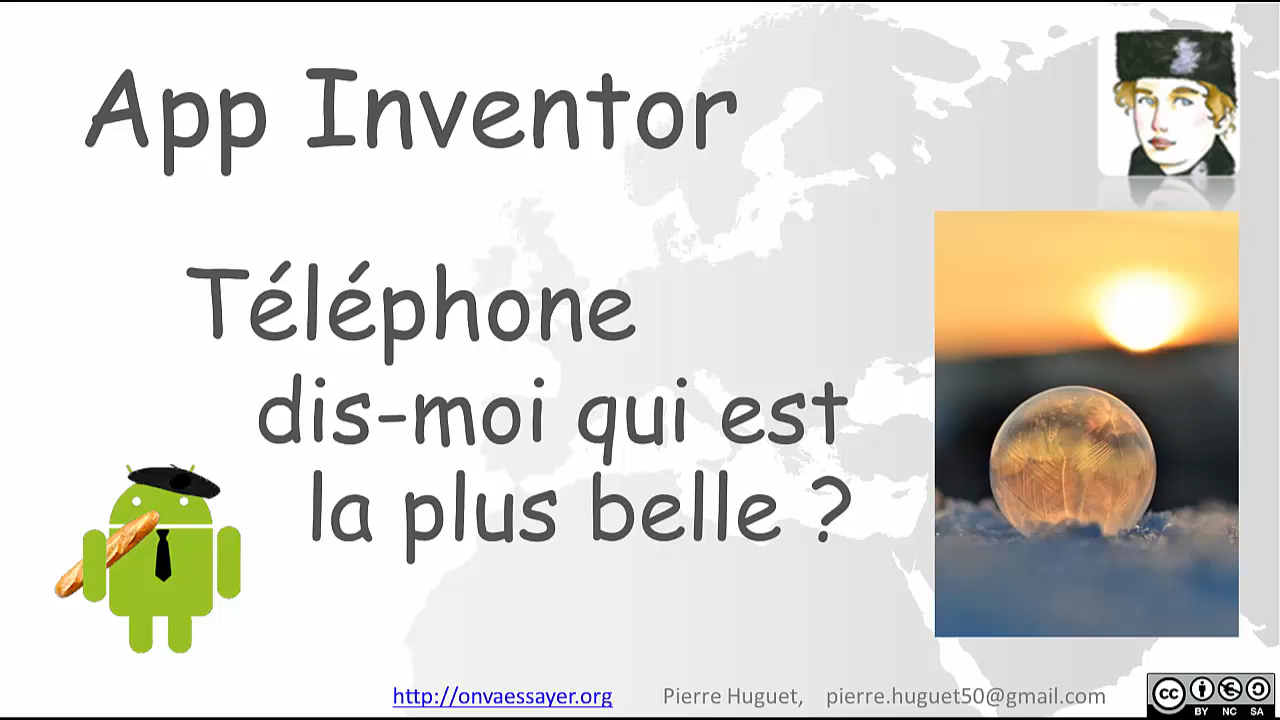 App Inventor
Téléphone
dis-moi qui est
la plus belle ?
http://onvaessayer.org Pierre Huguet, pierre.huguet50@gmail.com
cc BY NC SA